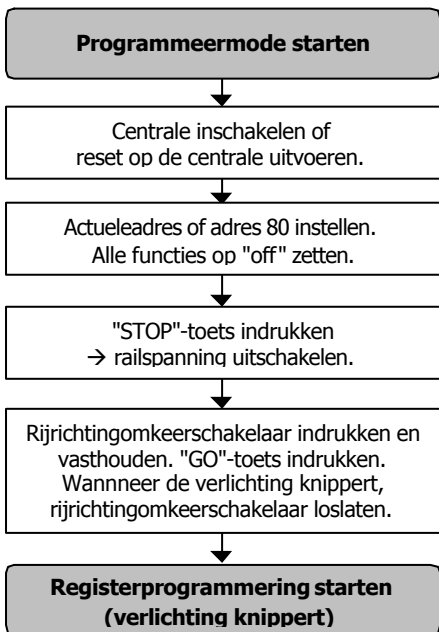 Programmeermode starten
Centrale inschakelen of
reset op de centrale uitvoeren.
Actueleadres of adres 80 instellen.
Alle functies op "off" zetten.
"STOP"-toets indrukken
→ railspanning uitschakelen.
Rijrichtingomkeerschakelaar indrukken en
vasthouden. "GO"-toets indrukken.
Wannneer de verlichting knippert,
rijrichtingomkeerschakelaar loslaten.
Registerprogrammering starten
(verlichting knippert)